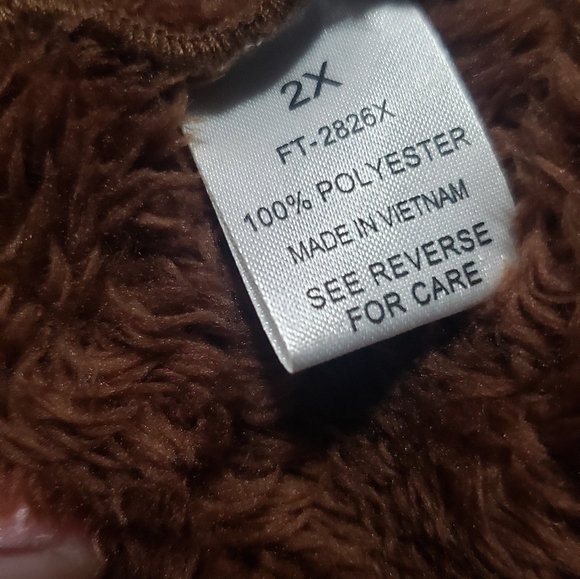 2X
FT-2826X
100% POLYESTER
MADE IN VIETNAM
SEE REVERSE
FOR CARE